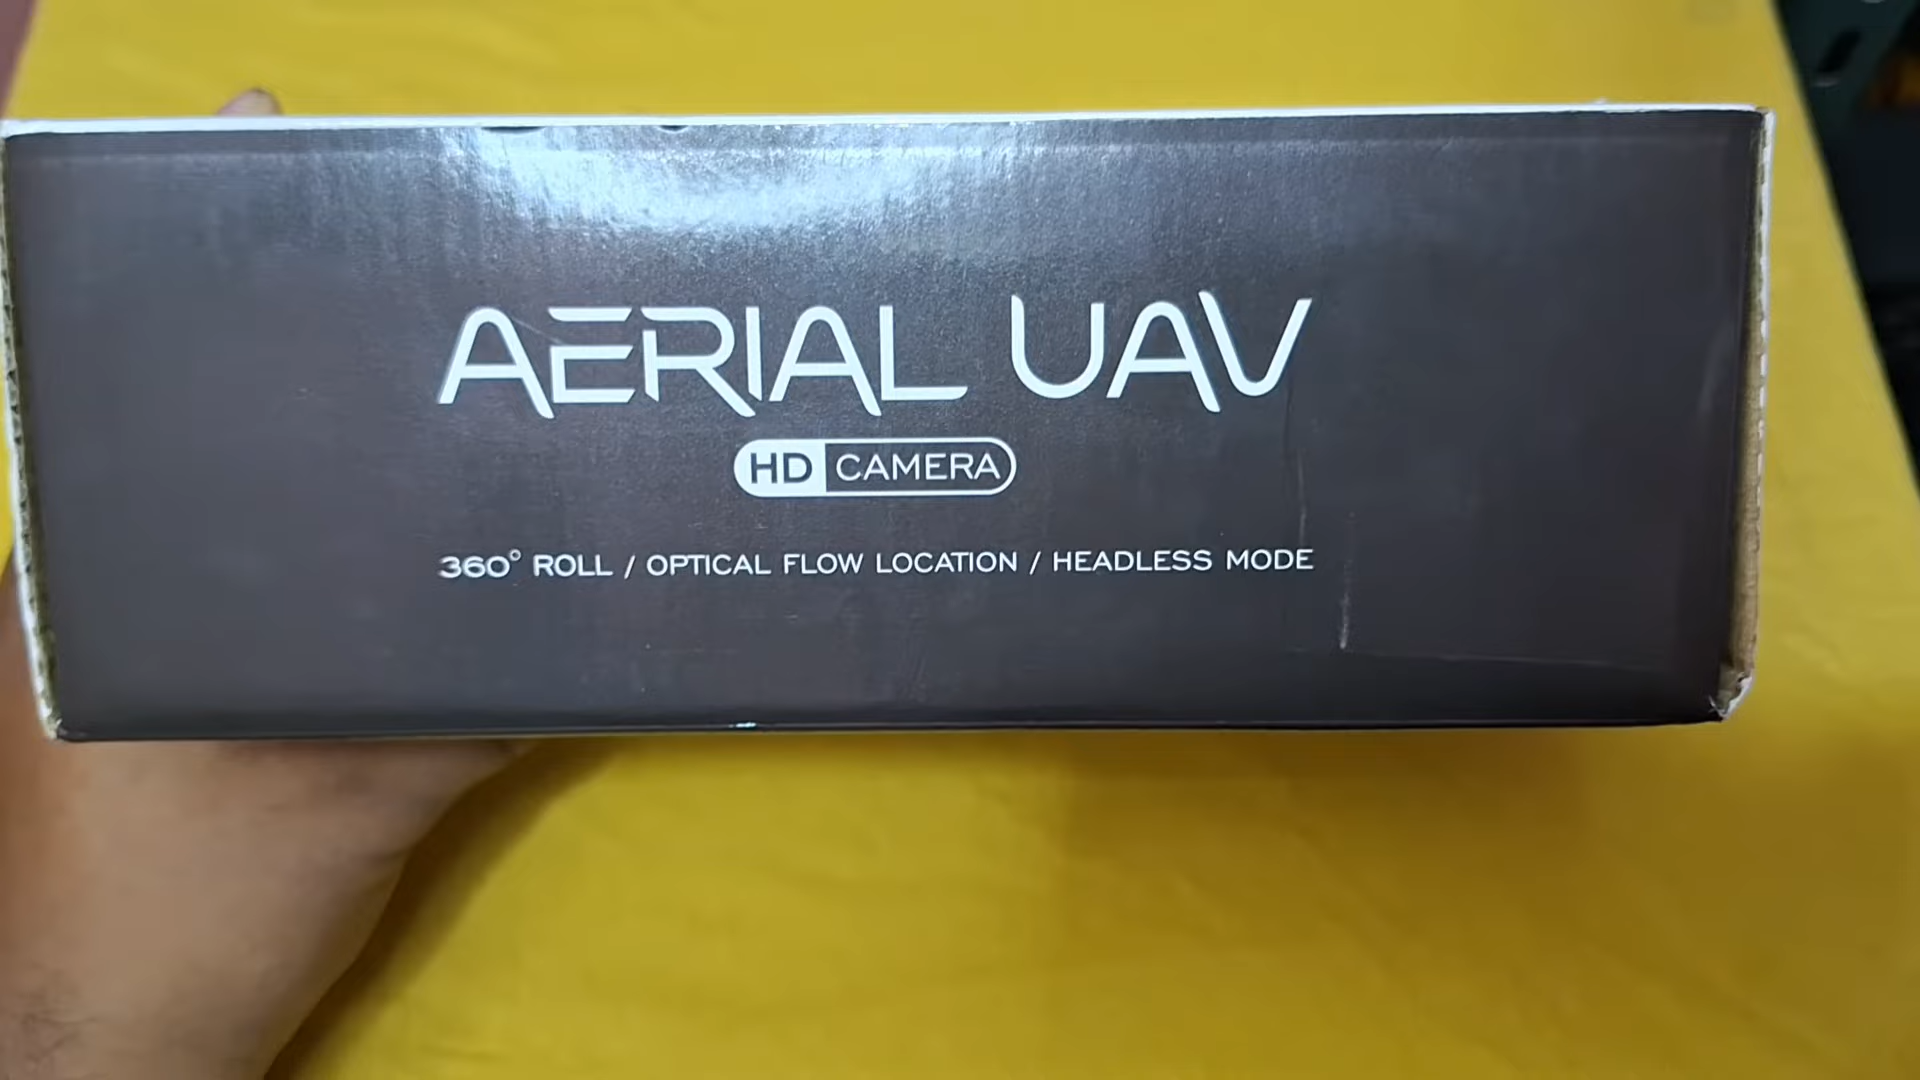 AERIAL UAV
HD CAMERA
360° ROLL / OPTICAL FLOW LOCATION / HEADLESS MODE